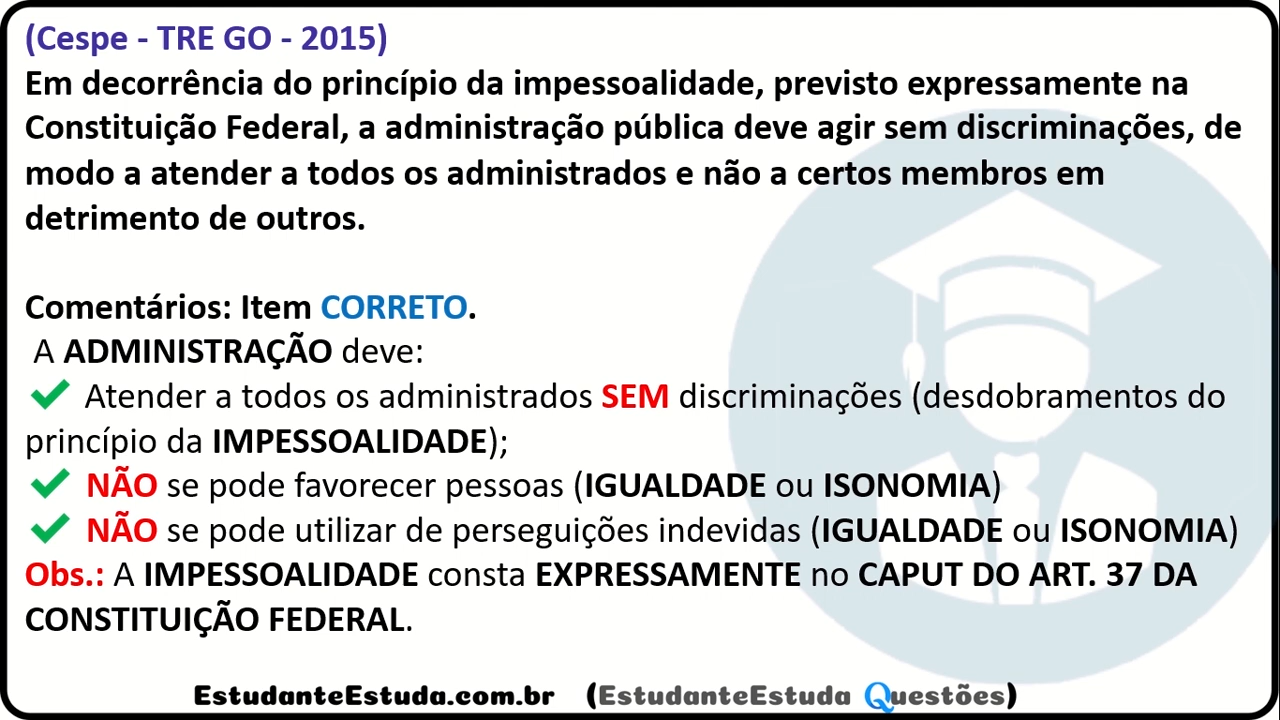 (Cespe - TRE GO - 2015)
Em decorrência do princípio da impessoalidade, previsto expressamente na
Constituição Federal, a administração pública deve agir sem discriminações, de
modo a atender a todos os administrados e não a certos membros em
detrimento de outros.
Comentários: Item CORRETO.
A ADMINISTRAÇÃO deve:
✔ Atender a todos os administrados SEM discriminações (desdobramentos do
princípio da IMPESSOALIDADE);
✔ NÃO se pode favorecer pessoas (IGUALDADE ou ISONOMIA)
✔ NÃO se pode utilizar de perseguições indevidas (IGUALDADE ou ISONOMIA)
Obs.: A IMPESSOALIDADE consta EXPRESSAMENTE no CAPUT DO ART. 37 DA
CONSTITUIÇÃO FEDERAL.
EstudanteEstuda.com.br (EstudanteEstuda Questões)